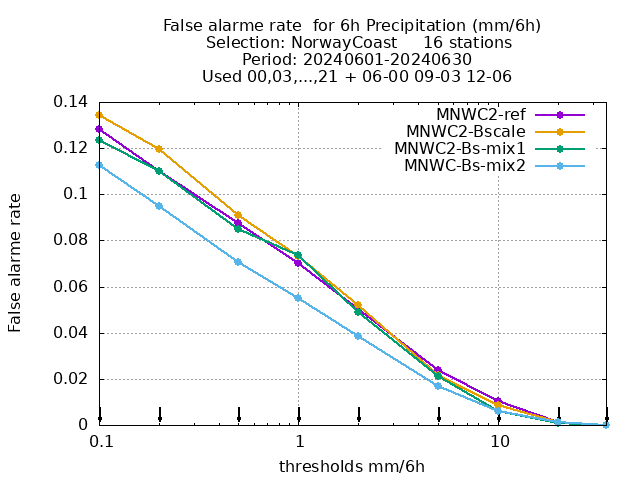 False alarme rate  for 6h Precipitation (mm/6h)
Selection: NorwayCoast     16 stations
Period: 20240601-20240630
Used 00,03,...,21 + 06-00 09-03 12-06
MNWC2-ref
MNWC2-Bscale
MNWC2-Bs-mix1
MNWC-Bs-mix2
False alarme rate
0.14
0.12
0.1
0.08
0.06
0.04
0.02
0
0.1 1 10
thresholds mm/6h